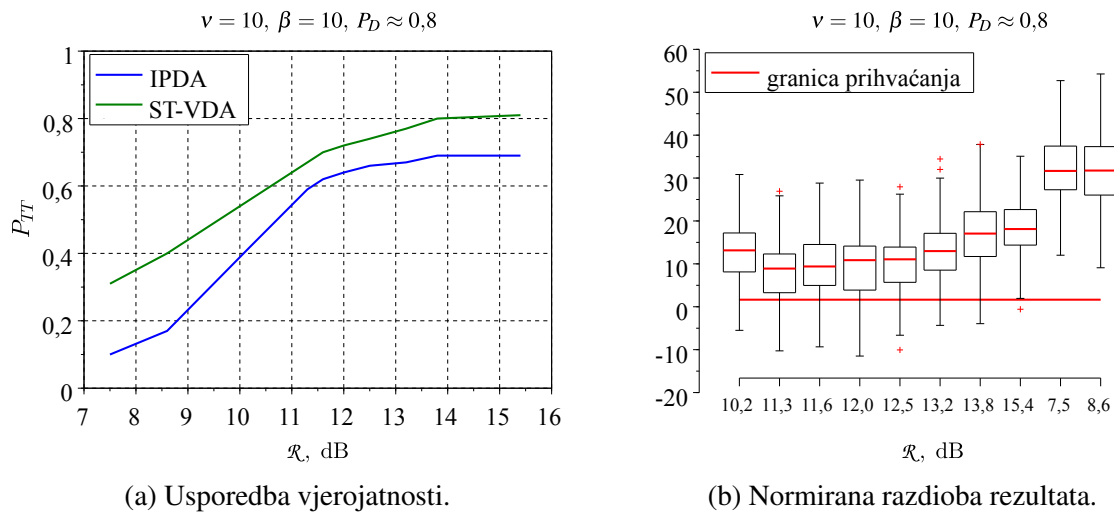 ν = 10, β = 10, P_D ≈ 0,8
1
0,8
0,6
0,4
0,2
0
P_TT
IPDA
ST-VDA
7 8 9 10 11 12 13 14 15 16
ℛ, dB
(a) Usporedba vjerojatnosti.
ν = 10, β = 10, P_D ≈ 0,8
60
50
40
30
20
10
0
-10
-20
granica prihvaćanja
10,2 11,3 11,6 12,0 12,5 13,2 13,8 15,4 7,5 8,6
ℛ, dB
(b) Normirana razdioba rezultata.